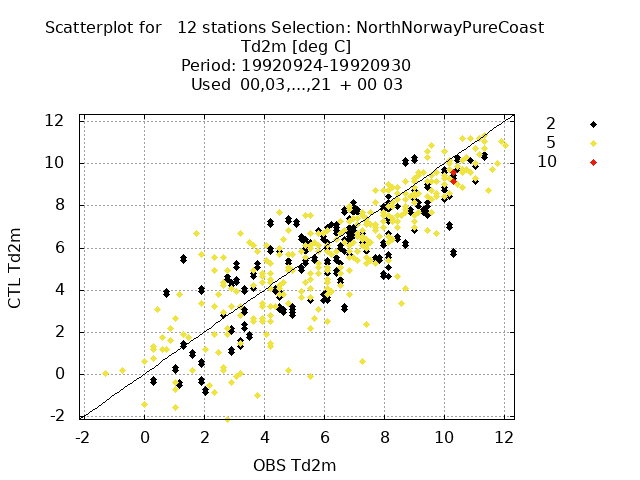 Scatterplot for 12 stations Selection: NorthNorwayPureCoast
Td2m [deg C]
Period: 19920924-19920930
Used 00,03,...,21 + 00 03
2
5
10
12
10
8
6
4
2
0
-2
CTL Td2m
-2 0 2 4 6 8 10 12
OBS Td2m